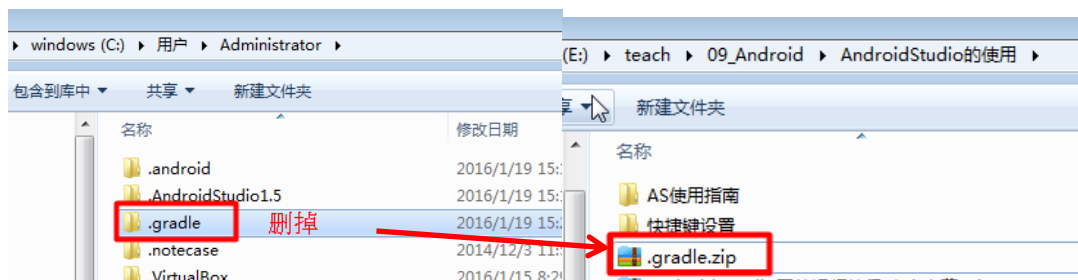 windows (C:) 用户 Administrator
包含到库中 共享 新建文件夹
名称 修改日期
.android 2016/1/19 15:
.AndroidStudio1.5 2016/1/19 15:
.gradle 删掉 2016/1/19 15:
.notecase 2014/12/3 11:
.VirtualBox 2016/1/15 8:29
(E:) teach 09_Android AndroidStudio的使用
享 新建文件夹
名称
AS使用指南
快捷键设置
.gradle.zip